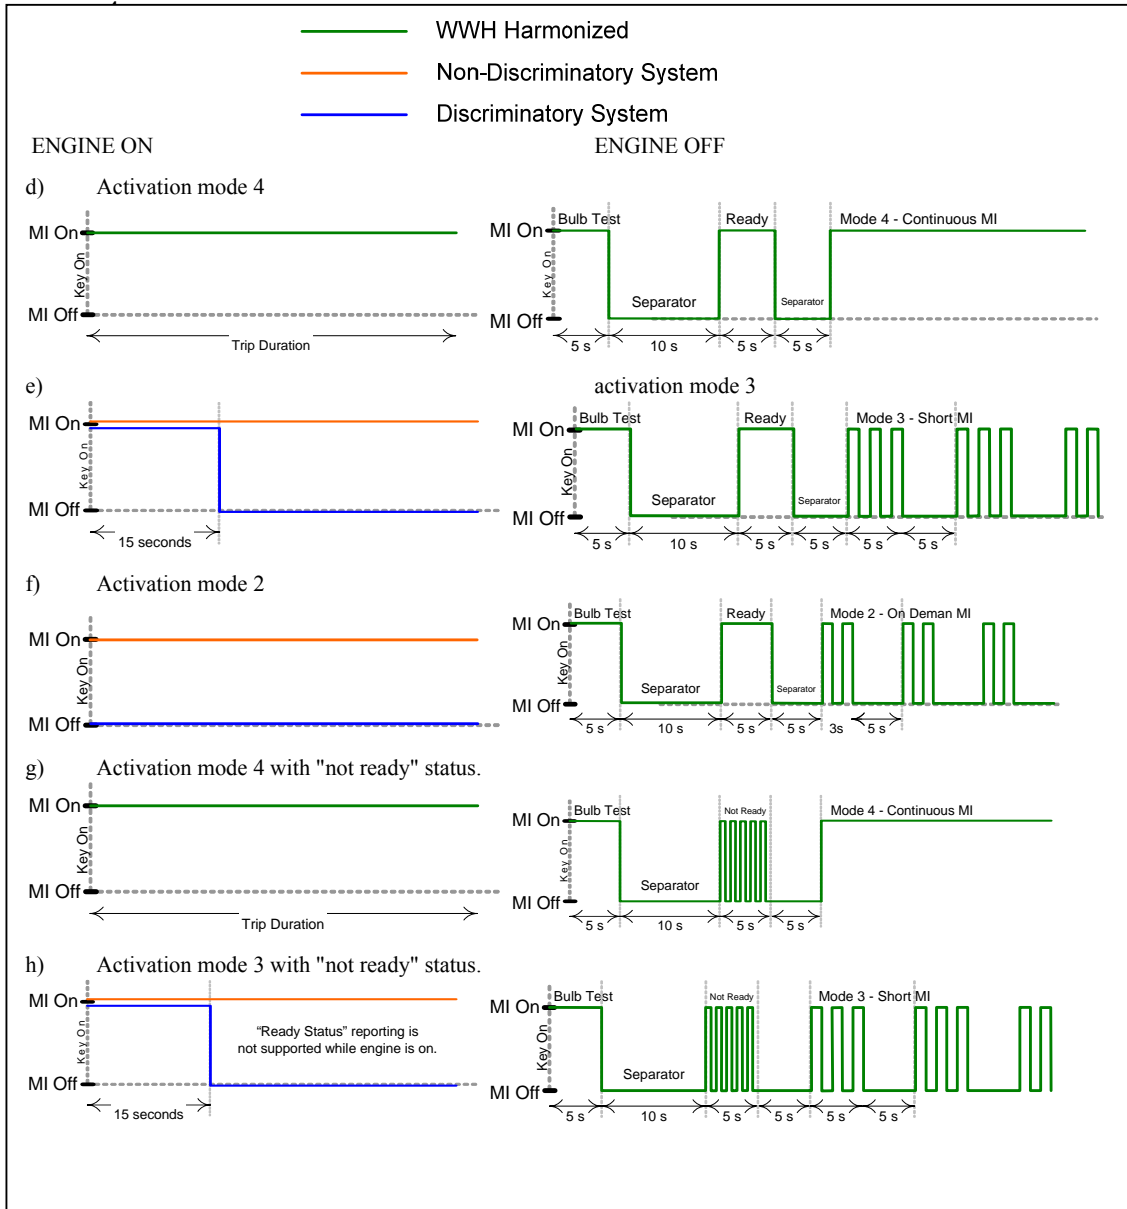 WWH Harmonized
Non-Discriminatory System
Discriminatory System
ENGINE ON
ENGINE OFF
d) Activation mode 4
MI On
Key On
MI Off
Trip Duration
Bulb Test
Ready
Mode 4 - Continuous MI
MI On
Key On
Separator
Separator
MI Off
5 s
10 s
5 s
5 s
e)
activation mode 3
MI On
Key On
MI Off
15 seconds
Bulb Test
Ready
Mode 3 - Short MI
MI On
Key On
Separator
Separator
MI Off
5 s
10 s
5 s
5 s
5 s
5 s
f) Activation mode 2
MI On
Key On
MI Off
Bulb Test
Ready
Mode 2 - On Deman MI
MI On
Key On
Separator
Separator
MI Off
5 s
10 s
5 s
5 s
3s
5 s
g) Activation mode 4 with "not ready" status.
MI On
Key On
MI Off
Trip Duration
Bulb Test
Not Ready
Mode 4 - Continuous MI
MI On
Key On
Separator
MI Off
5 s
10 s
5 s
5 s
h) Activation mode 3 with "not ready" status.
MI On
Key On
“Ready Status” reporting is
not supported while engine is on.
MI Off
15 seconds
Bulb Test
Not Ready
Mode 3 - Short MI
MI On
Key On
Separator
MI Off
5 s
10 s
5 s
5 s
5 s
5 s